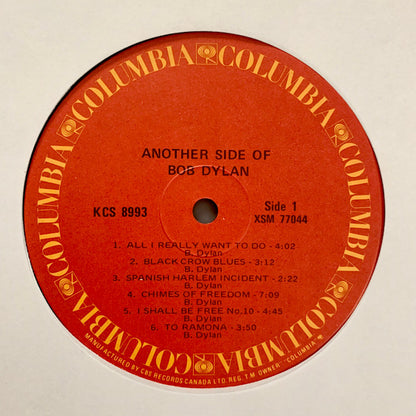 COLUMBIA COLUMBIA COLUMBIA COLUMBIA COLUMBIA COLUMBIA
ANOTHER SIDE OF
BOB DYLAN
KCS 8993
Side 1
XSM 77044
1. ALL I REALLY WANT TO DO - 4:02
B. Dylan
2. BLACK CROW BLUES - 3:12
B. Dylan
3. SPANISH HARLEM INCIDENT - 2:22
B. Dylan
4. CHIMES OF FREEDOM - 7:09
B. Dylan
5. I SHALL BE FREE No.10 - 4:45
B. Dylan
6. TO RAMONA - 3:50
B. Dylan
MANUFACTURED BY CBS RECORDS CANADA LTD. REG. T.M. OWNER "COLUMBIA"